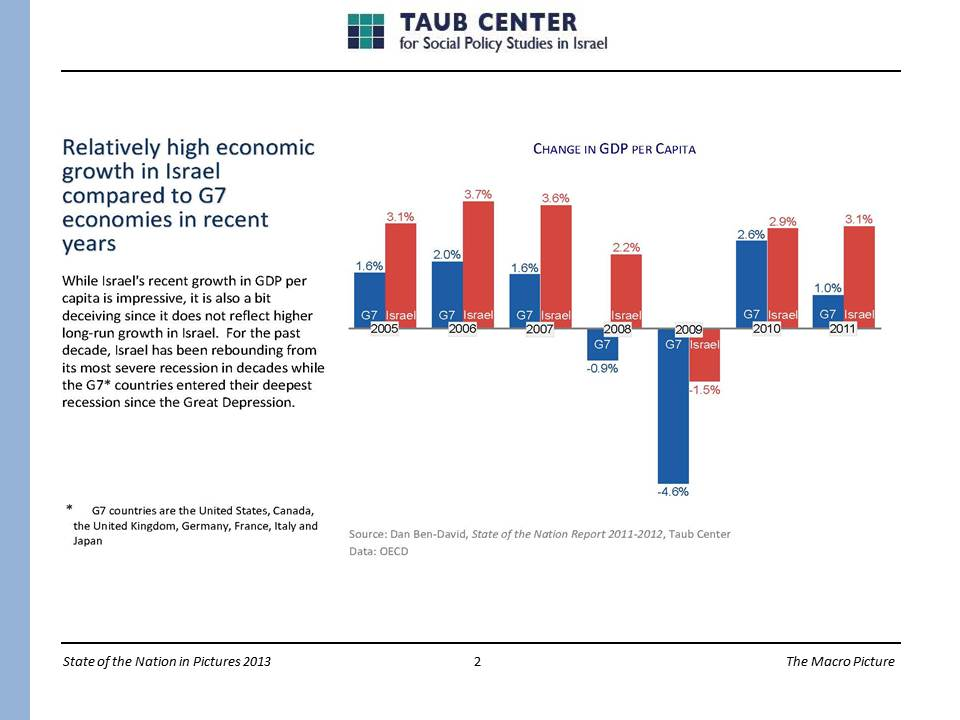 TAUB CENTER
for Social Policy Studies in Israel
Relatively high economic
growth in Israel
compared to G7
economies in recent
years
While Israel's recent growth in GDP per
capita is impressive, it is also a bit
deceiving since it does not reflect higher
long-run growth in Israel. For the past
decade, Israel has been rebounding from
its most severe recession in decades while
the G7* countries entered their deepest
recession since the Great Depression.
* G7 countries are the United States, Canada,
the United Kingdom, Germany, France, Italy and
Japan
CHANGE IN GDP PER CAPITA
1.6% 3.1% 2.0% 3.7% 1.6% 3.6% 2.2% 2.6% 2.9% 1.0% 3.1%
G7 Israel G7 Israel G7 Israel Israel G7 Israel G7 Israel
2005 2006 2007 2008 2009 2010 2011
G7 G7 Israel
-0.9% -1.5%
-4.6%
Source: Dan Ben-David, State of the Nation Report 2011-2012, Taub Center
Data: OECD
State of the Nation in Pictures 2013 2 The Macro Picture